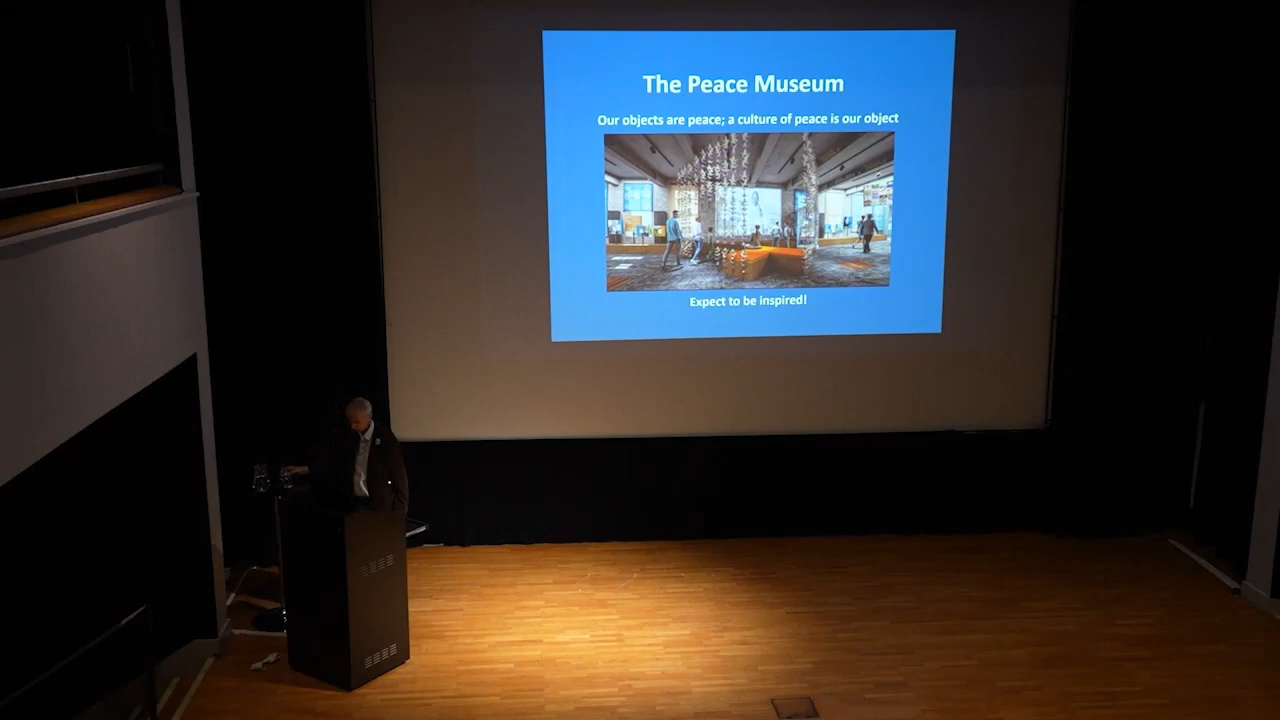 The Peace Museum
Our objects are peace; a culture of peace is our object
Expect to be inspired!